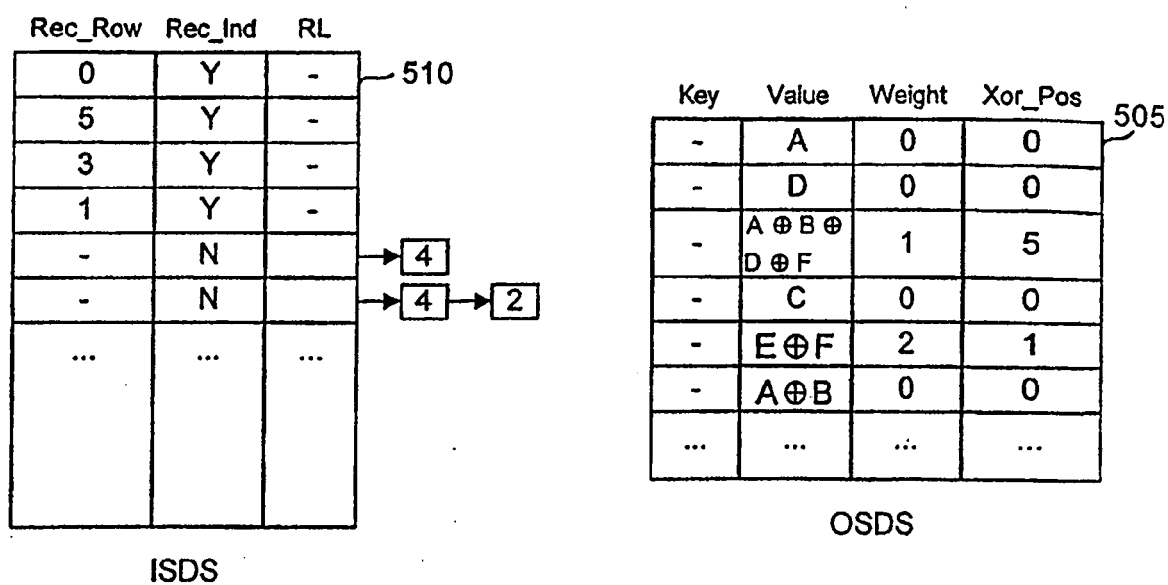 Rec_Row Rec_Ind RL
0 Y - 510
5 Y -
3 Y -
1 Y -
- N 4
- N 4 2
... ... ...
ISDS
Key Value Weight Xor_Pos
- A 0 0 505
- D 0 0
- A ⊕ B ⊕ 1 5
D ⊕ F
- C 0 0
- E⊕F 2 1
- A⊕B 0 0
... ... ... ...
OSDS